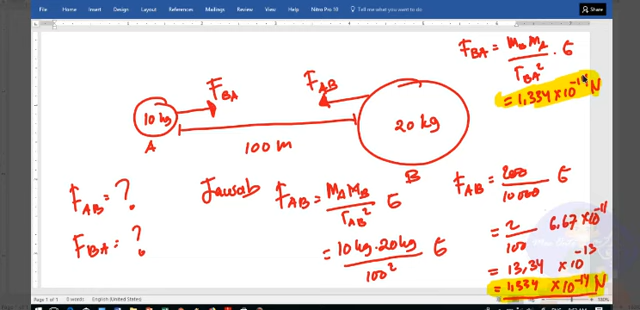 File Home Insert Design Layout References Mailings Review View Nitro Pro 10 Tell me what you want to do Share
F_BA = M_B M_A / r_BA² . G
= 1,334 × 10^-14 N
F_BA
F_AB
10 kg
A
100 m
20 kg
B
F_AB = ?
F_BA = ?
Jawab
F_AB = M_A M_B / r_AB² G
= 10 kg . 20 kg / 100² G
F_AB = 200 / 10000 G
= 2 / 100 6,67 × 10^-11
= 13,34 × 10^-13
= 1,334 × 10^-14 N
Page 1 of 1 0 words English (United States) 100%